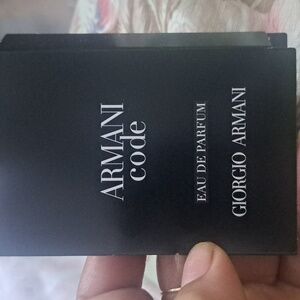 ARMANI
code
EAU DE PARFUM
GIORGIO ARMANI